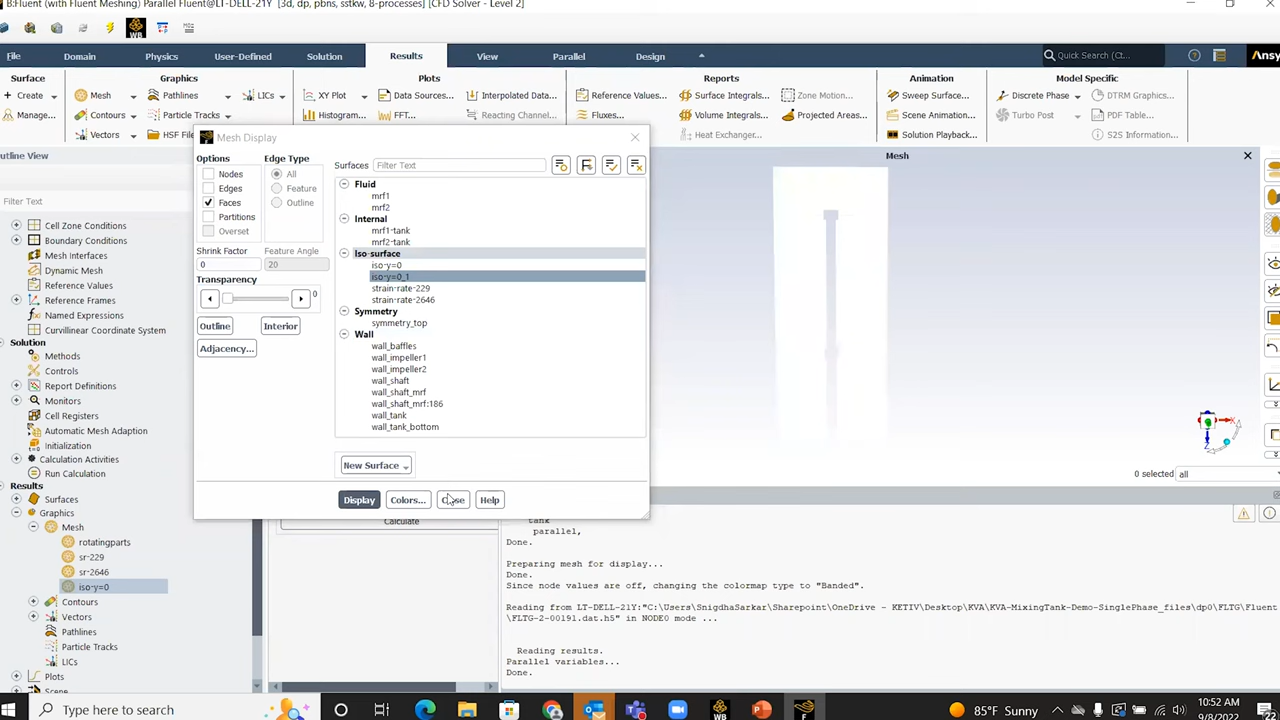 B:Fluent (with Fluent Meshing) Parallel Fluent@LT-DELL-21Y [3d, dp, pbns, sstkw, 8-processes] [CFD Solver - Level 2]
WB
File Domain Physics User-Defined Solution Results View Parallel Design Quick Search (Ct...
Surface Graphics Plots Reports Animation Model Specific
Create Mesh Pathlines LICs XY Plot Data Sources... Interpolated Data... Reference Values... Surface Integrals... Zone Motion... Sweep Surface... Discrete Phase DTRM Graphics...
Manage... Contours Particle Tracks Histogram... FFT... Reacting Channel... Fluxes... Volume Integrals... Projected Areas... Scene Animation... Turbo Post PDF Table...
Vectors HSF File Heat Exchanger... Solution Playback... S2S Information...
Mesh Display
utline View
Mesh
Options
Edge Type
Surfaces Filter Text
Nodes
Edges
Faces
Partitions
Overset
All
Feature
Outline
Shrink Factor
0
Feature Angle
20
Transparency
0
Outline Interior
Adjacency...
Fluid
mrf1
mrf2
Internal
mrf1-tank
mrf2-tank
Iso-surface
iso-y=0
iso-y=0_1
strain-rate-229
strain-rate-2646
Symmetry
symmetry_top
Wall
wall_baffles
wall_impeller1
wall_impeller2
wall_shaft
wall_shaft_mrf
wall_shaft_mrf:186
wall_tank
wall_tank_bottom
New Surface
Display Colors... Close Help
Filter Text
Cell Zone Conditions
Boundary Conditions
Mesh Interfaces
Dynamic Mesh
Reference Values
Reference Frames
Named Expressions
Curvilinear Coordinate System
Solution
Methods
Controls
Report Definitions
Monitors
Cell Registers
Automatic Mesh Adaption
Initialization
Calculation Activities
Run Calculation
Results
Surfaces
Graphics
Mesh
rotatingparts
sr-229
sr-2646
iso-y=0
Contours
Vectors
Pathlines
Particle Tracks
LICs
Plots
Scene
Calculate
0 selected all
tank
parallel,
Done.
Preparing mesh for display...
Done.
Since node values are off, changing the colormap type to "Banded".
Reading from LT-DELL-21Y:"C:\Users\SnigdhaSarkar\Sharepoint\OneDrive - KETIV\Desktop\KVA\KVA-MixingTank-Demo-SinglePhase_files\dp0\FLTG\Fluent
\FLTG-2-00191.dat.h5" in NODE0 mode ...
Reading results.
Parallel variables...
Done.
Type here to search
WB
85°F Sunny
10:52 AM